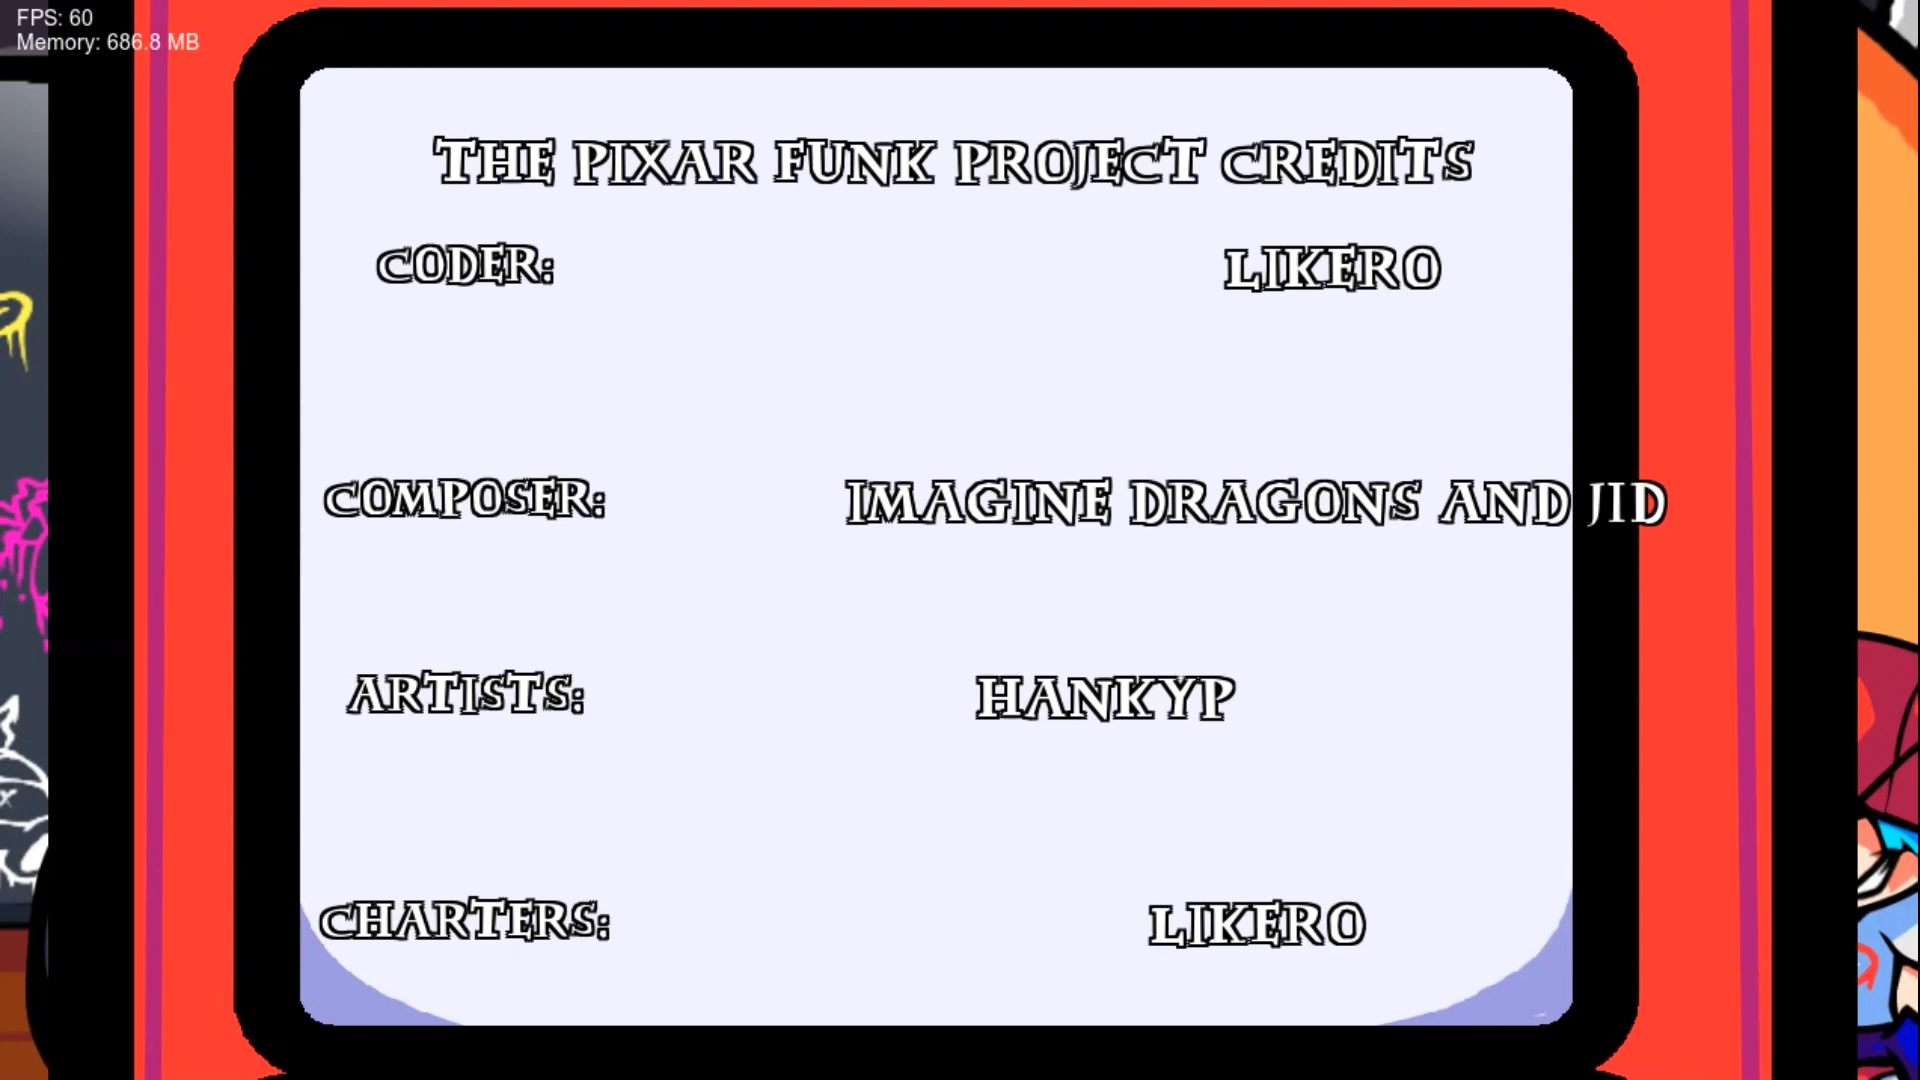 FPS: 60
Memory: 686.8 MB
THE PIXAR FUNK PROJECT CREDITS
CODER: LIKERO
COMPOSER: IMAGINE DRAGONS AND JID
ARTISTS: HANKYP
CHARTERS: LIKERO